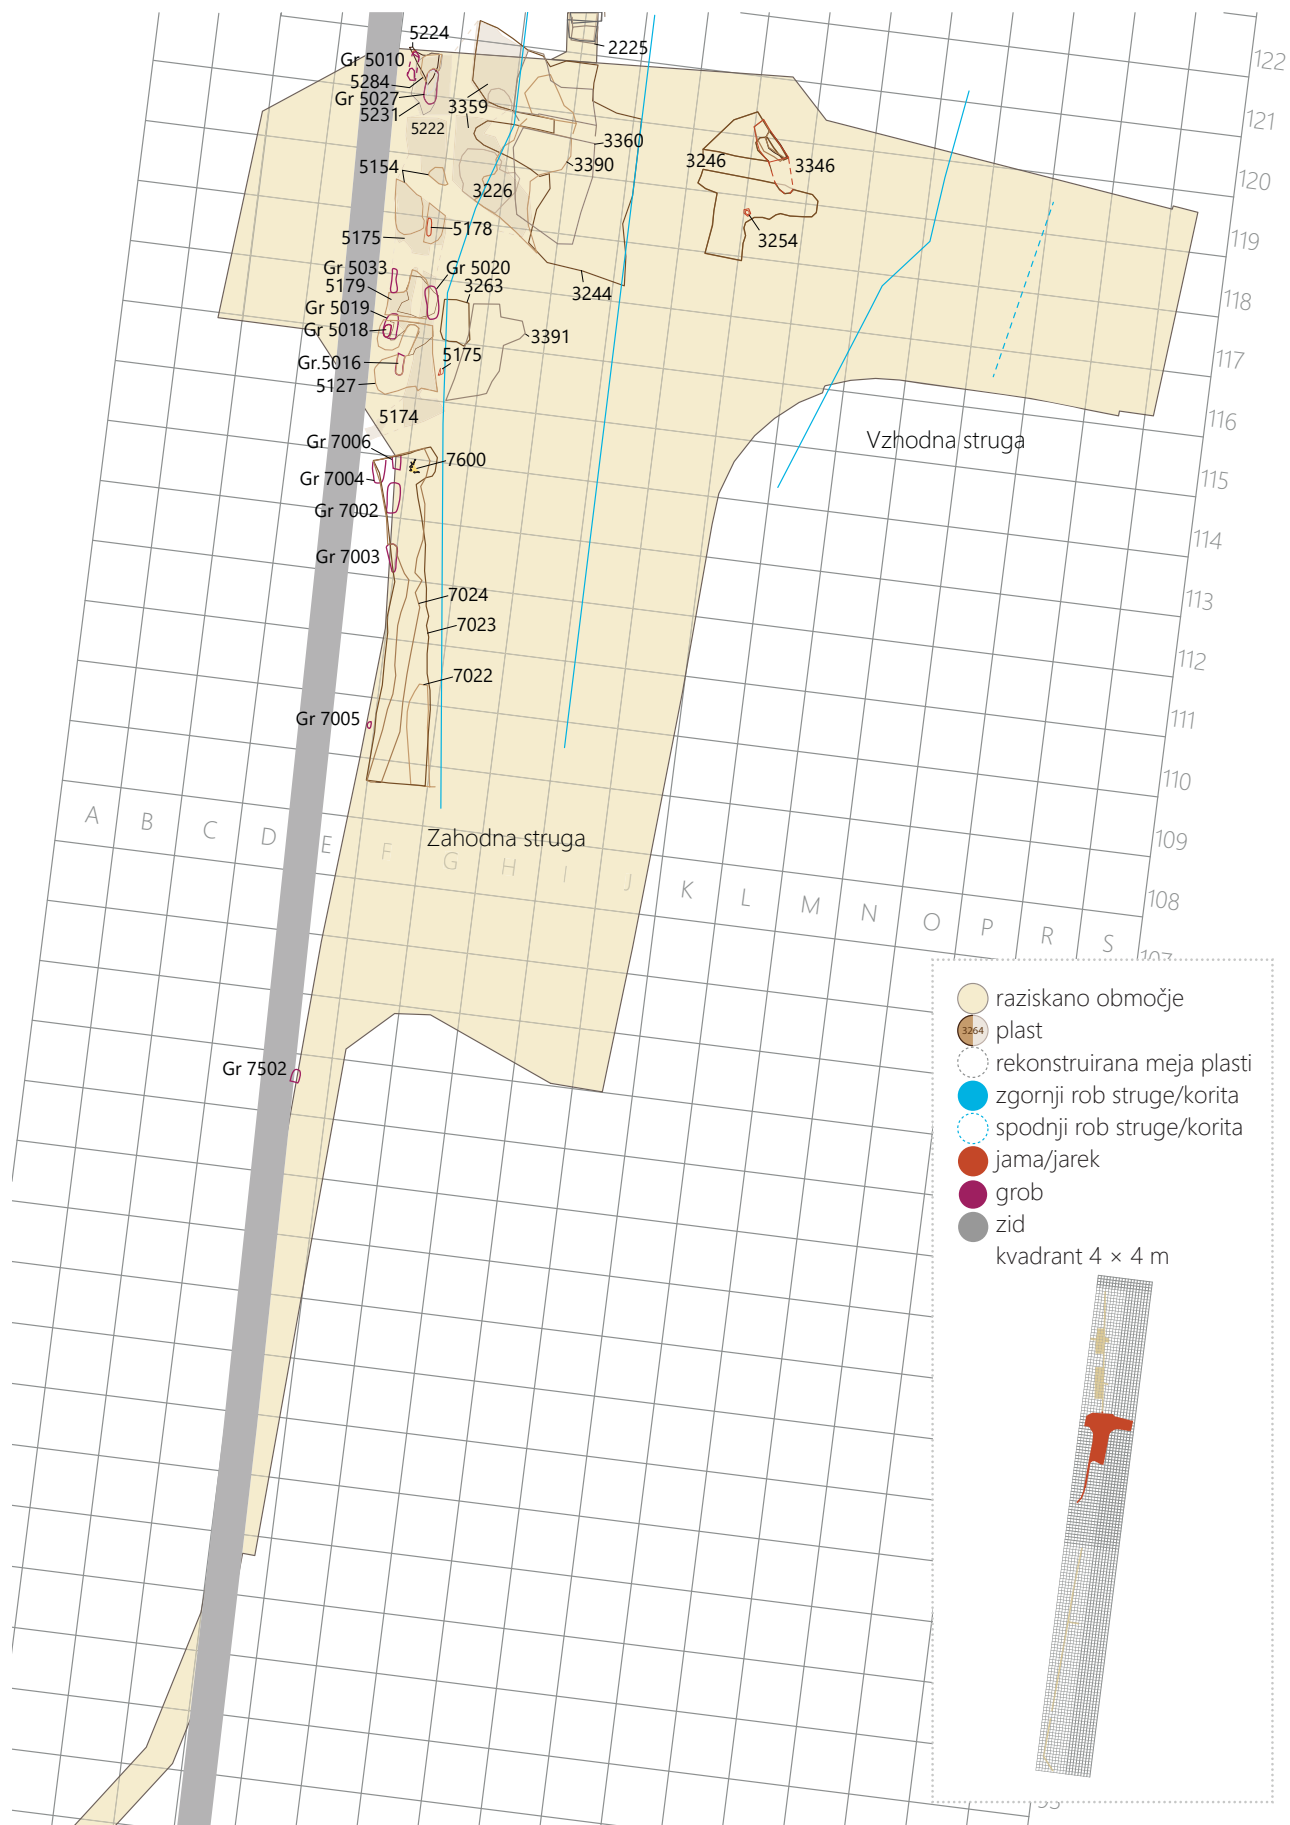 5224
2225
122
Gr 5010
5284
Gr 5027
3359
5231
5222
121
3360
3390
3246
3346
5154
120
3226
5178
3254
119
5175
Gr 5033
Gr 5020
5179
3263
3244
118
Gr 5019
Gr 5018
3391
117
5175
Gr.5016
5127
5174
116
Gr 7006
Vzhodna struga
7600
Gr 7004
115
Gr 7002
114
Gr 7003
7024
113
7023
112
7022
Gr 7005
111
110
A B C D E F G H I J K L M N O P R S
109
Zahodna struga
108
107
raziskano območje
3264 plast
rekonstruirana meja plasti
Gr 7502
zgornji rob struge/korita
spodnji rob struge/korita
jama/jarek
grob
zid
kvadrant 4 × 4 m